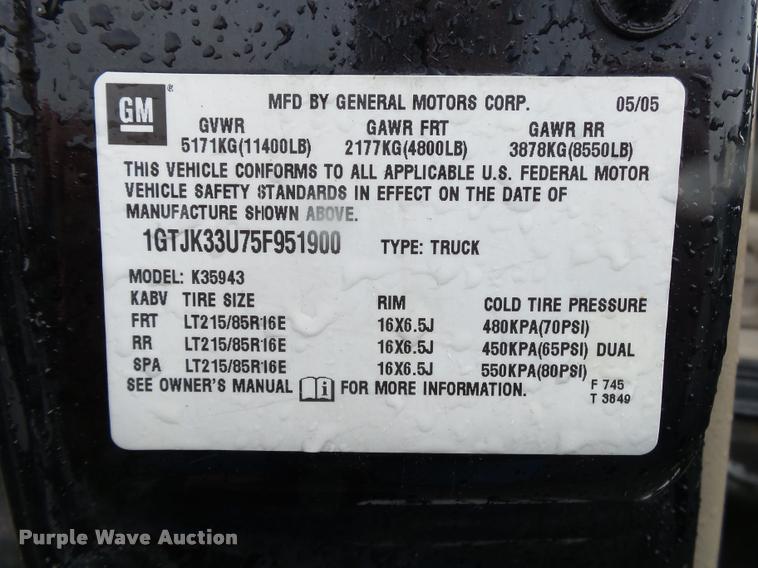 GM ®
MFD BY GENERAL MOTORS CORP. 05/05
GVWR GAWR FRT GAWR RR
5171KG(11400LB) 2177KG(4800LB) 3878KG(8550LB)
THIS VEHICLE CONFORMS TO ALL APPLICABLE U.S. FEDERAL MOTOR
VEHICLE SAFETY STANDARDS IN EFFECT ON THE DATE OF
MANUFACTURE SHOWN ABOVE.
1GTJK33U75F951900 TYPE: TRUCK
MODEL: K35943
KABV TIRE SIZE RIM COLD TIRE PRESSURE
FRT LT215/85R16E 16X6.5J 480KPA(70PSI)
RR LT215/85R16E 16X6.5J 450KPA(65PSI) DUAL
SPA LT215/85R16E 16X6.5J 550KPA(80PSI)
SEE OWNER'S MANUAL i FOR MORE INFORMATION.
F 745
T 3849
Purple Wave Auction